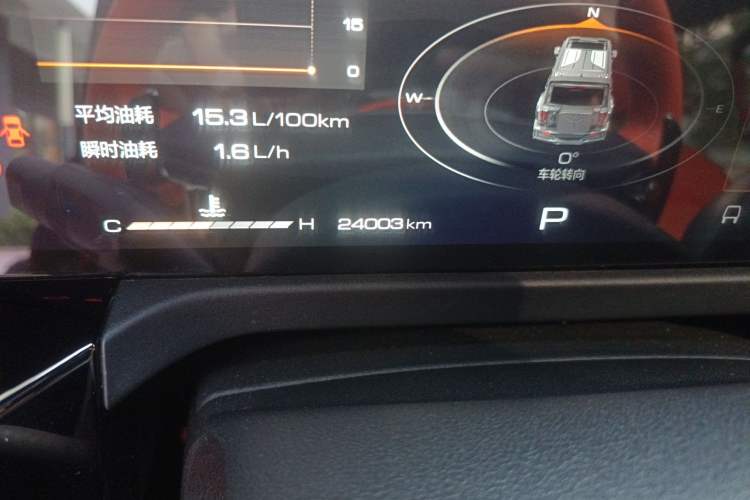 15
0
平均油耗 15.3 L/100km
瞬时油耗 1.6 L/h
C H 24003 km
N
W
E
0°
车轮转向
P